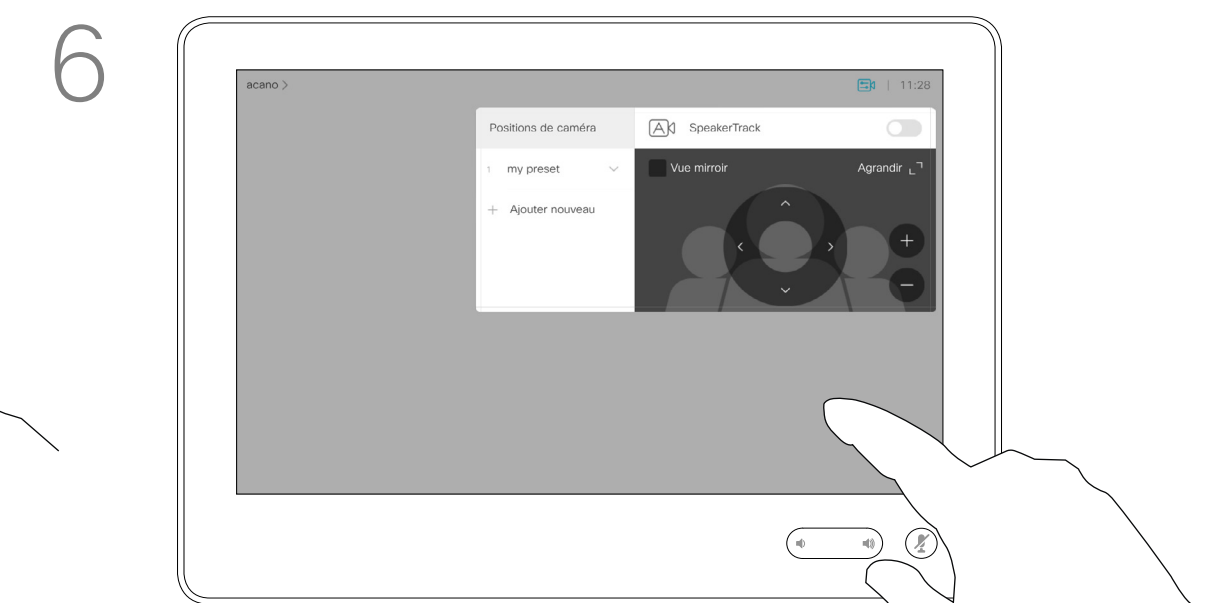 6
acano >
11:28
Positions de caméra
A SpeakerTrack
1 my preset
Vue mirroir
Agrandir
+ Ajouter nouveau